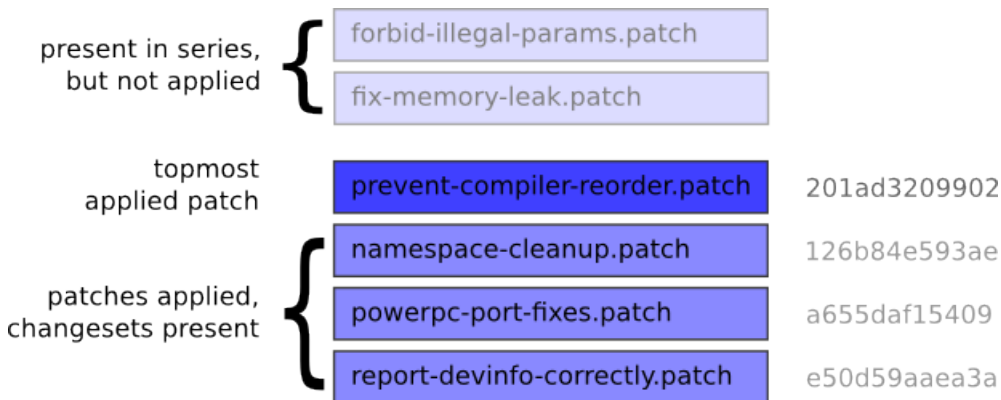 present in series,
but not applied
forbid-illegal-params.patch
fix-memory-leak.patch
topmost
applied patch
prevent-compiler-reorder.patch 201ad3209902
namespace-cleanup.patch 126b84e593ae
patches applied,
changesets present
powerpc-port-fixes.patch a655daf15409
report-devinfo-correctly.patch e50d59aaea3a